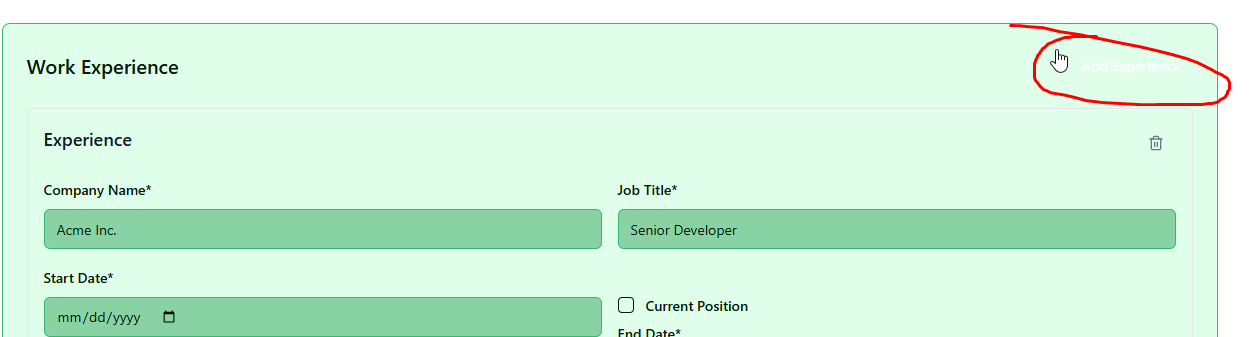 Work Experience
Add Experience
Experience
Company Name*
Job Title*
Acme Inc.
Senior Developer
Start Date*
mm/dd/yyyy
Current Position
End Date*